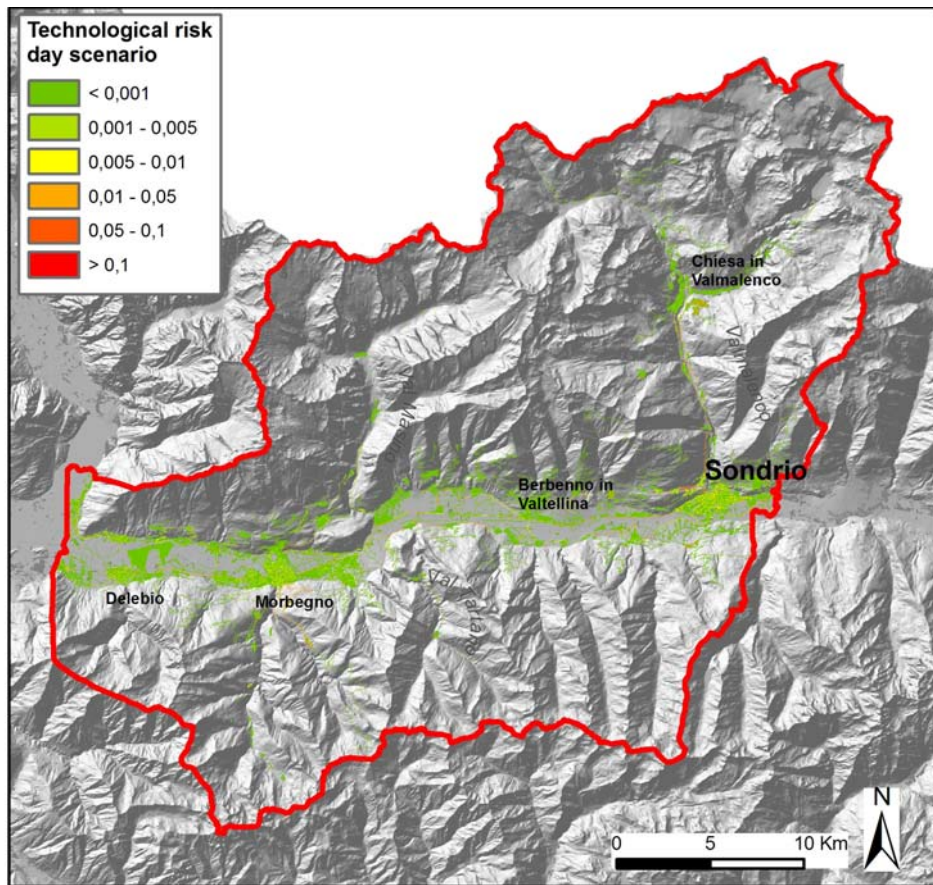 Technological risk
day scenario
< 0,001
0,001 - 0,005
0,005 - 0,01
0,01 - 0,05
0,05 - 0,1
> 0,1
Chiesa in
Valmalenco
Valmalenco
Sondrio
Berbenno in
Valtellina
Delebio
Morbegno
Val Tartano
N
0 5 10 Km